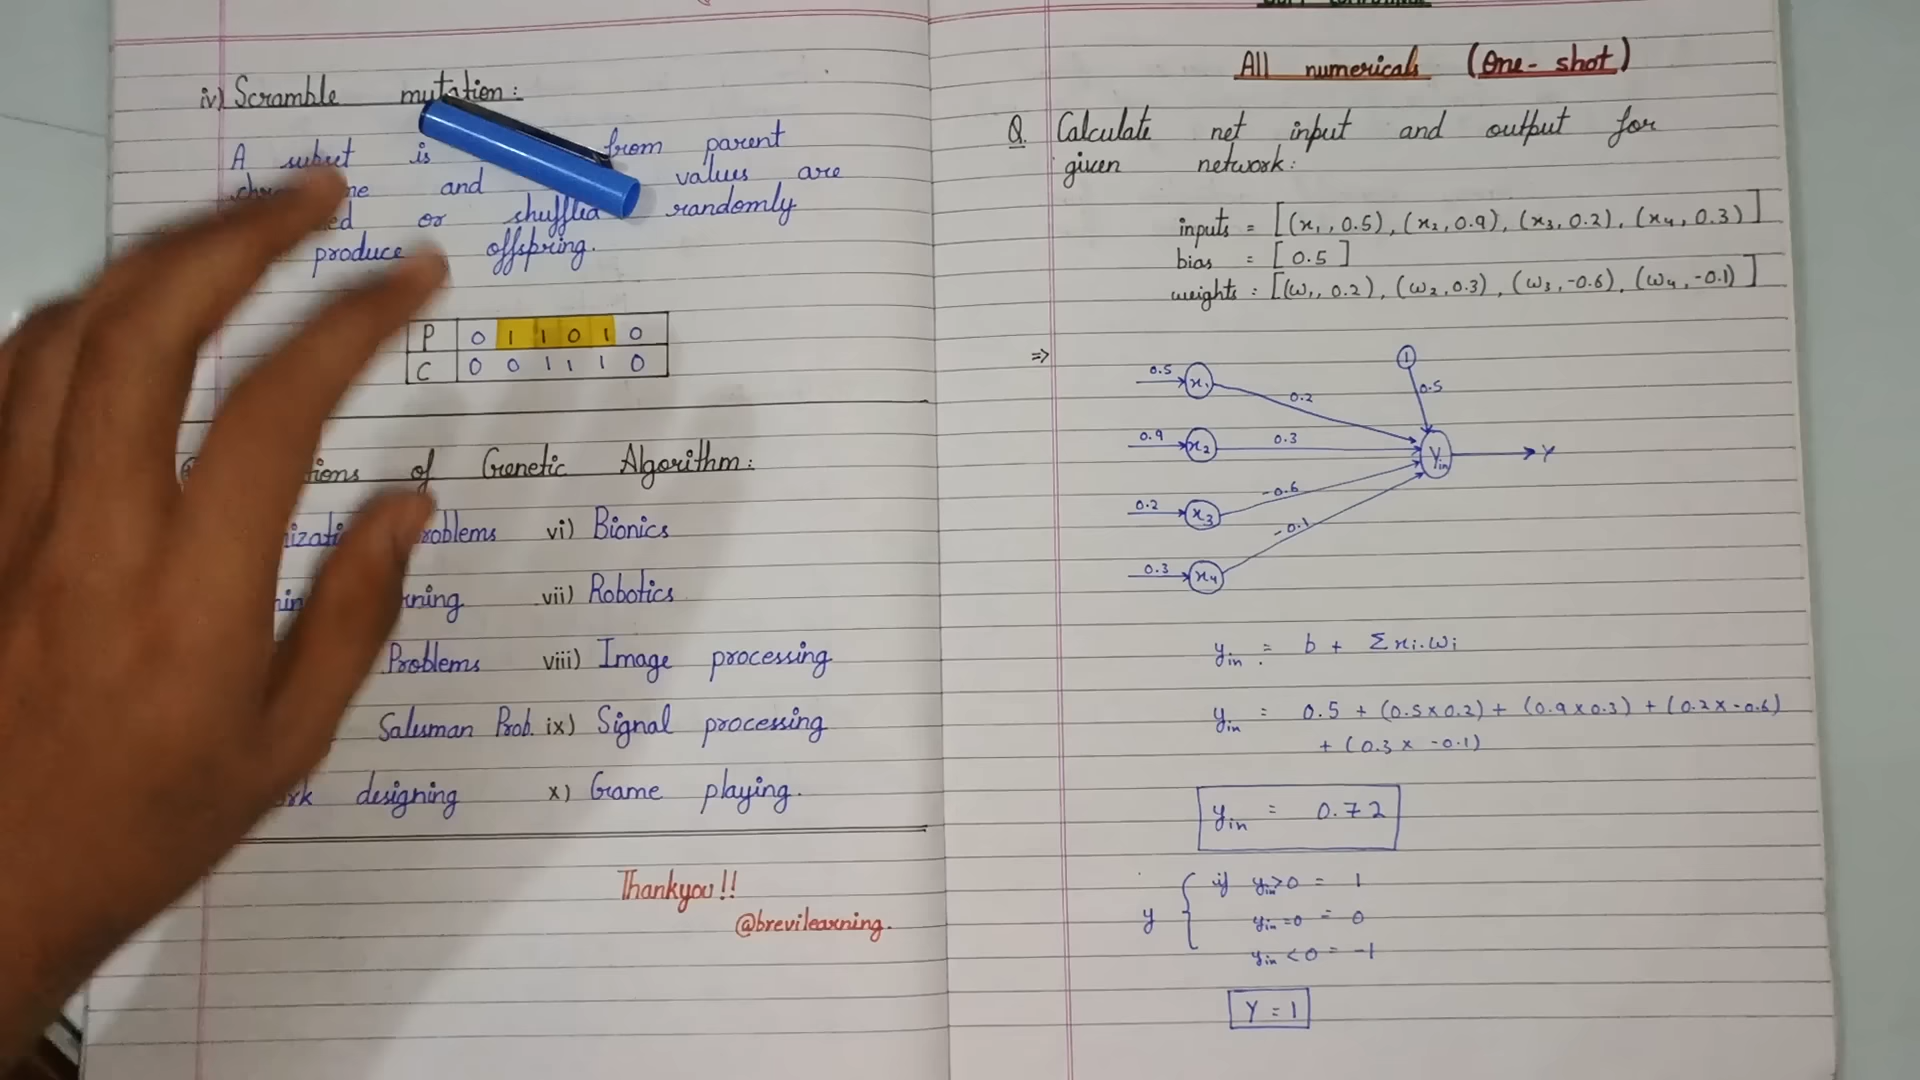 iv) Scramble mutation:
A subset is from parent
and values are
or shuffled randomly
produce offspring.
P 0 1 1 0 1 0
C 0 0 1 1 1 0
of Genetic Algorithm:
vi) Bionics
vii) Robotics
Problems viii) Image processing
Salesman Prob. ix) Signal processing
designing x) Game playing.
Thankyou!!
@brevilearning.
All numericals (One-shot)
Q. Calculate net input and output for
given network:
inputs = [(x₁, 0.5), (x₂, 0.9), (x₃, 0.2), (x₄, 0.3)]
bias = [0.5]
weights = [(ω₁, 0.2), (ω₂, 0.3), (ω₃, -0.6), (ω₄, -0.1)]
=>
1
0.5
0.5 x₁ 0.2
0.9 x₂ 0.3 Yin Y
0.2 x₃ -0.6
-0.1
0.3 x₄
yin = b + Σxi.ωi
yin = 0.5 + (0.5×0.2) + (0.9×0.3) + (0.2×-0.6)
+ (0.3 × -0.1)
yin = 0.72
y { if yin>0 = 1
yin=0 = 0
yin<0 = -1
Y = 1